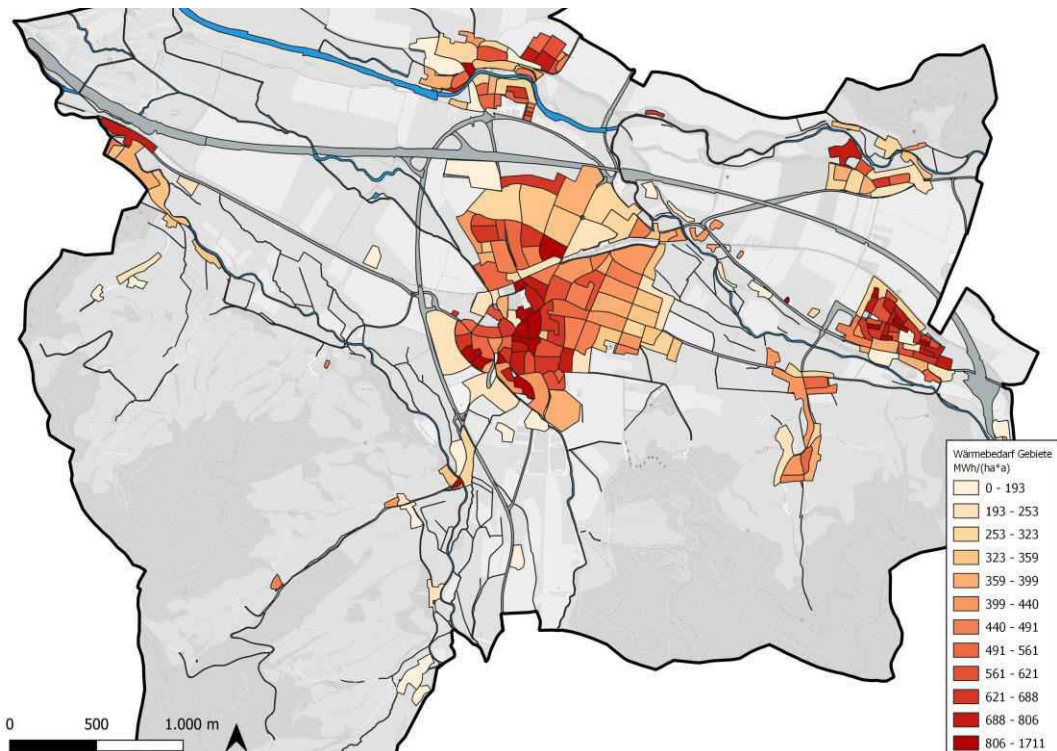 Wärmebedarf Gebiete
MWh/(ha*a)
0 - 193
193 - 253
253 - 323
323 - 359
359 - 399
399 - 440
440 - 491
491 - 561
561 - 621
621 - 688
688 - 806
806 - 1711
0 500 1.000 m